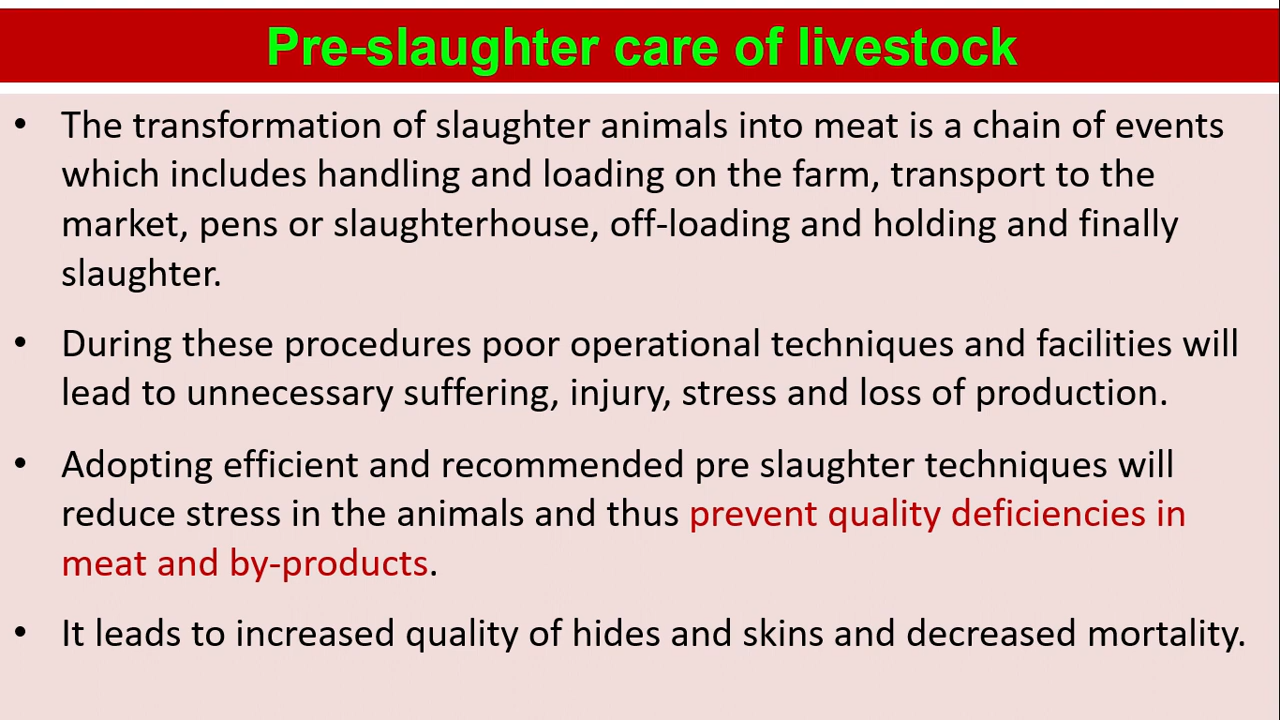 Pre-slaughter care of livestock
• The transformation of slaughter animals into meat is a chain of events
which includes handling and loading on the farm, transport to the
market, pens or slaughterhouse, off-loading and holding and finally
slaughter.
• During these procedures poor operational techniques and facilities will
lead to unnecessary suffering, injury, stress and loss of production.
• Adopting efficient and recommended pre slaughter techniques will
reduce stress in the animals and thus prevent quality deficiencies in
meat and by-products.
• It leads to increased quality of hides and skins and decreased mortality.